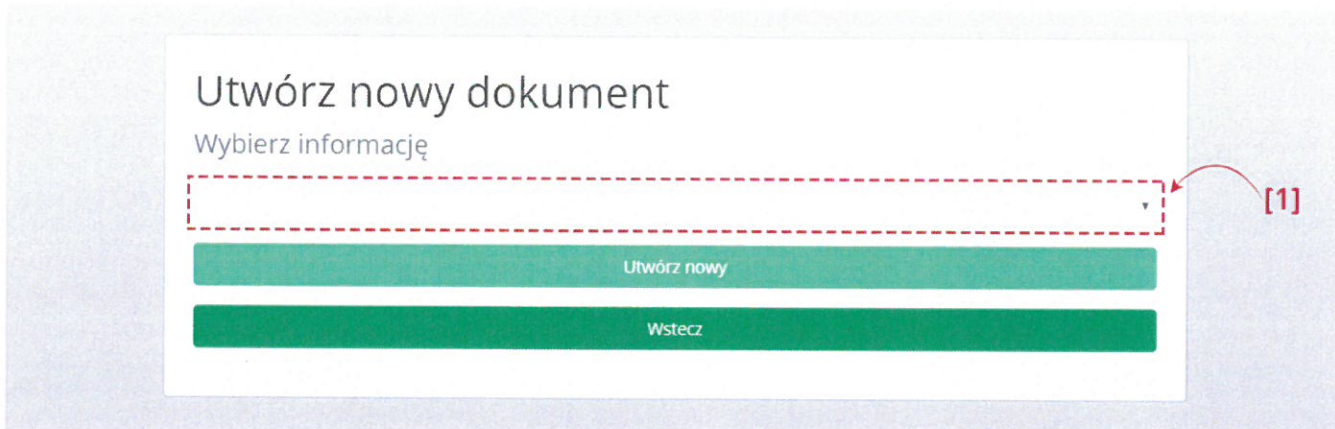 Utwórz nowy dokument
Wybierz informację
[1]
Utwórz nowy
Wstecz